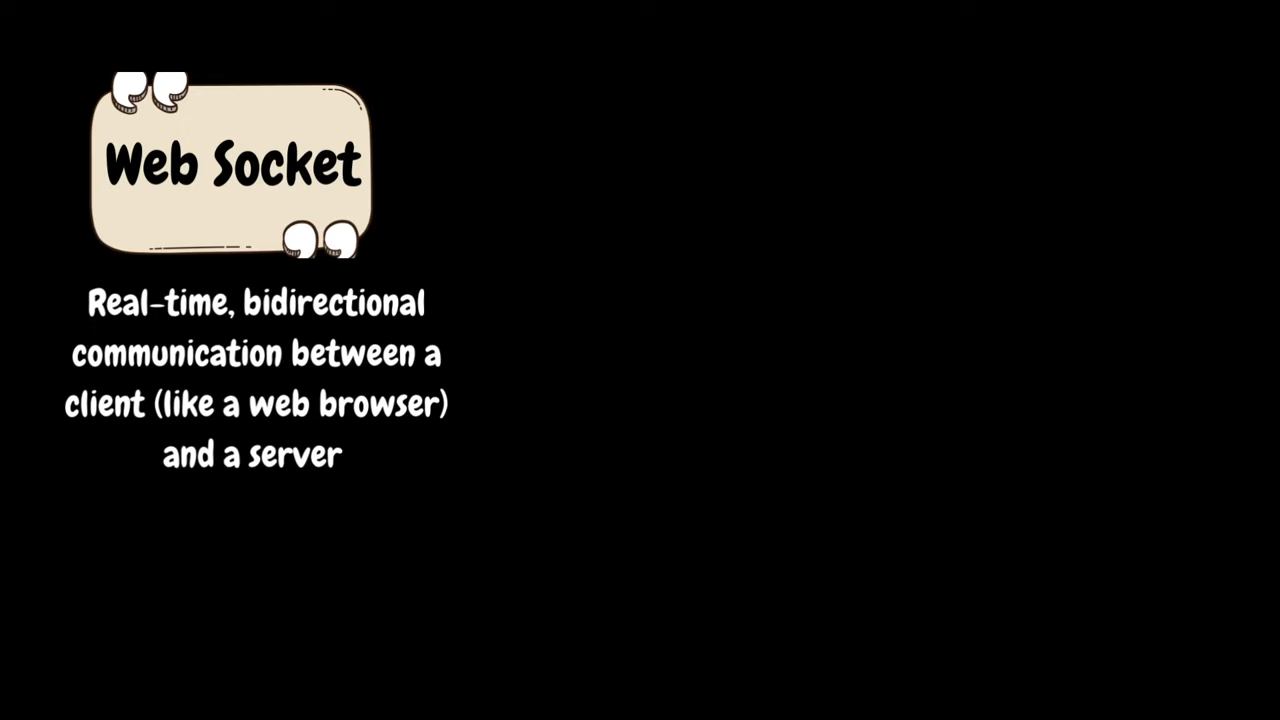 Web Socket
Real-time, bidirectional
communication between a
client (like a web browser)
and a server